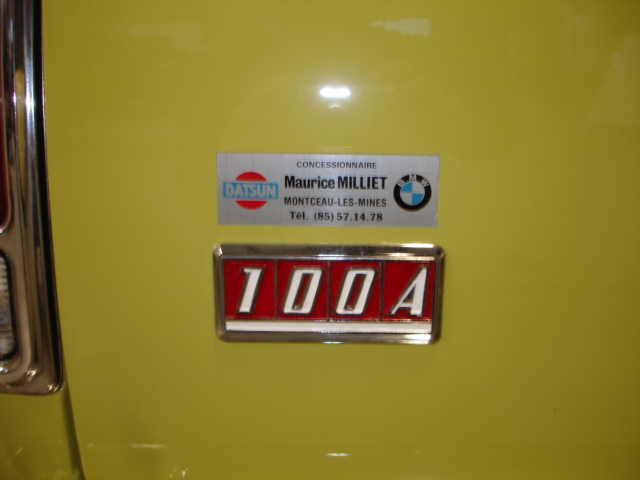 CONCESSIONNAIRE
DATSUN Maurice MILLIET BMW
MONTCEAU-LES-MINES
Tél. (85) 57.14.78
100A